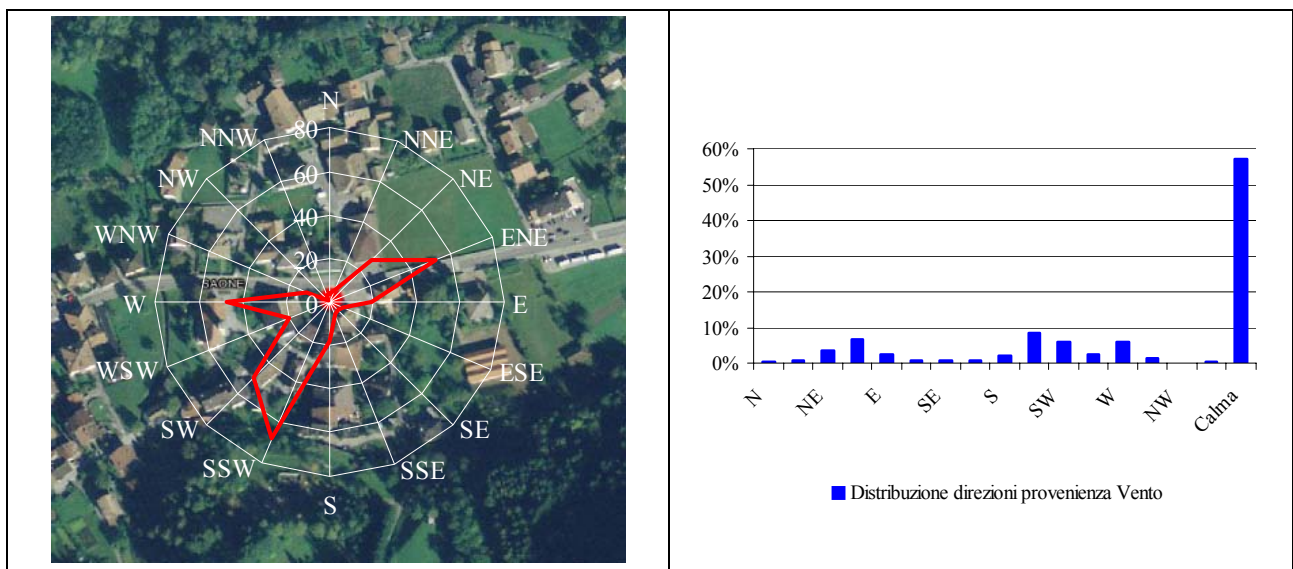 N
NNW
NNE
NW
NE
WNW
ENE
W
E
WSW
ESE
SW
SE
SSW
SSE
S
80
60
40
20
0
SAONE
60%
50%
40%
30%
20%
10%
0%
N
NE
E
SE
S
SW
W
NW
Calma
Distribuzione direzioni provenienza Vento